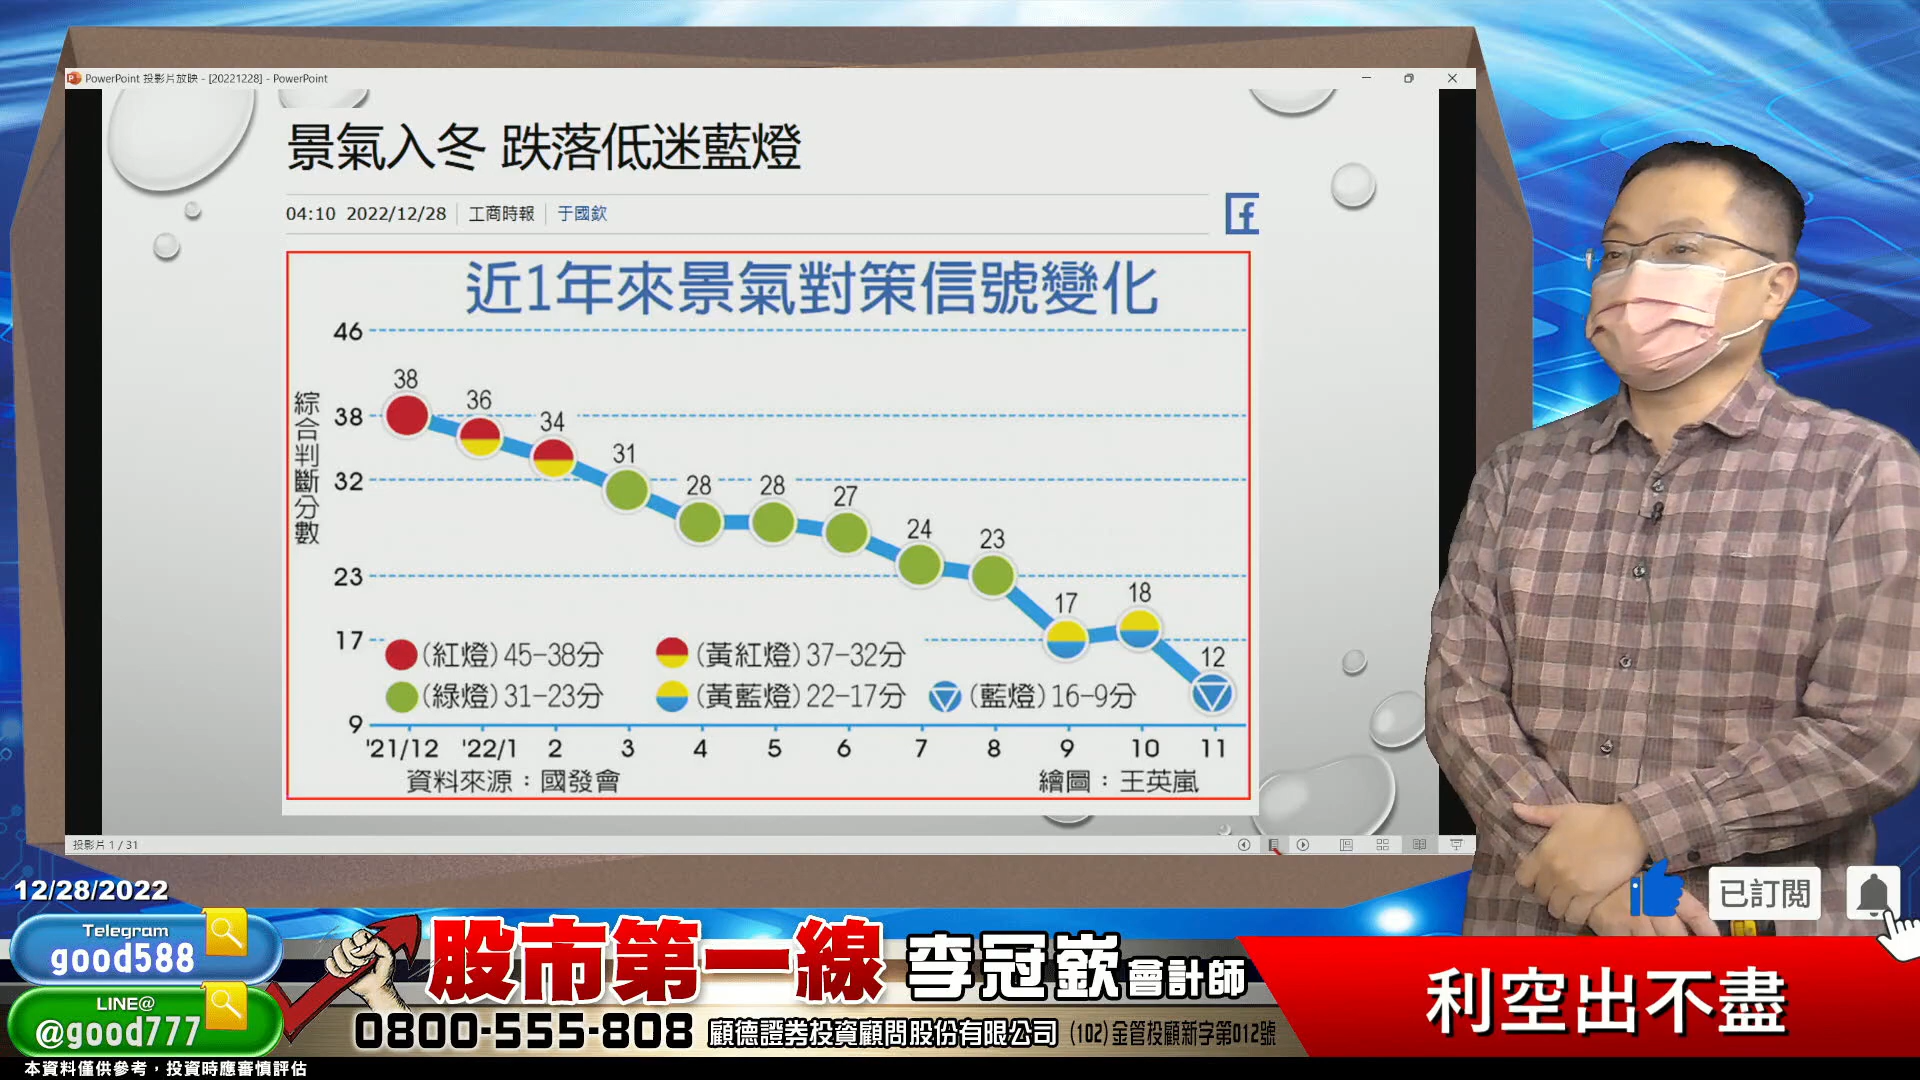 PowerPoint 投影片放映 - [20221228] - PowerPoint
景氣入冬 跌落低迷藍燈
04:10 2022/12/28 工商時報 于國欽
近1年來景氣對策信號變化
綜合判斷分數
46
38
32
23
17
9
38
36
34
31
28
28
27
24
23
17
18
12
(紅燈)45-38分 (黃紅燈)37-32分
(綠燈)31-23分 (黃藍燈)22-17分 (藍燈)16-9分
'21/12 '22/1 2 3 4 5 6 7 8 9 10 11
資料來源：國發會 繪圖：王英嵐
投影片 1 / 31
12/28/2022
Telegram
good588
LINE@
@good777
股市第一線 李冠嶔會計師
0800-555-808 顧德證券投資顧問股份有限公司 (102)金管投顧新字第012號
已訂閱
利空出不盡
本資料僅供參考，投資時應審慎評估